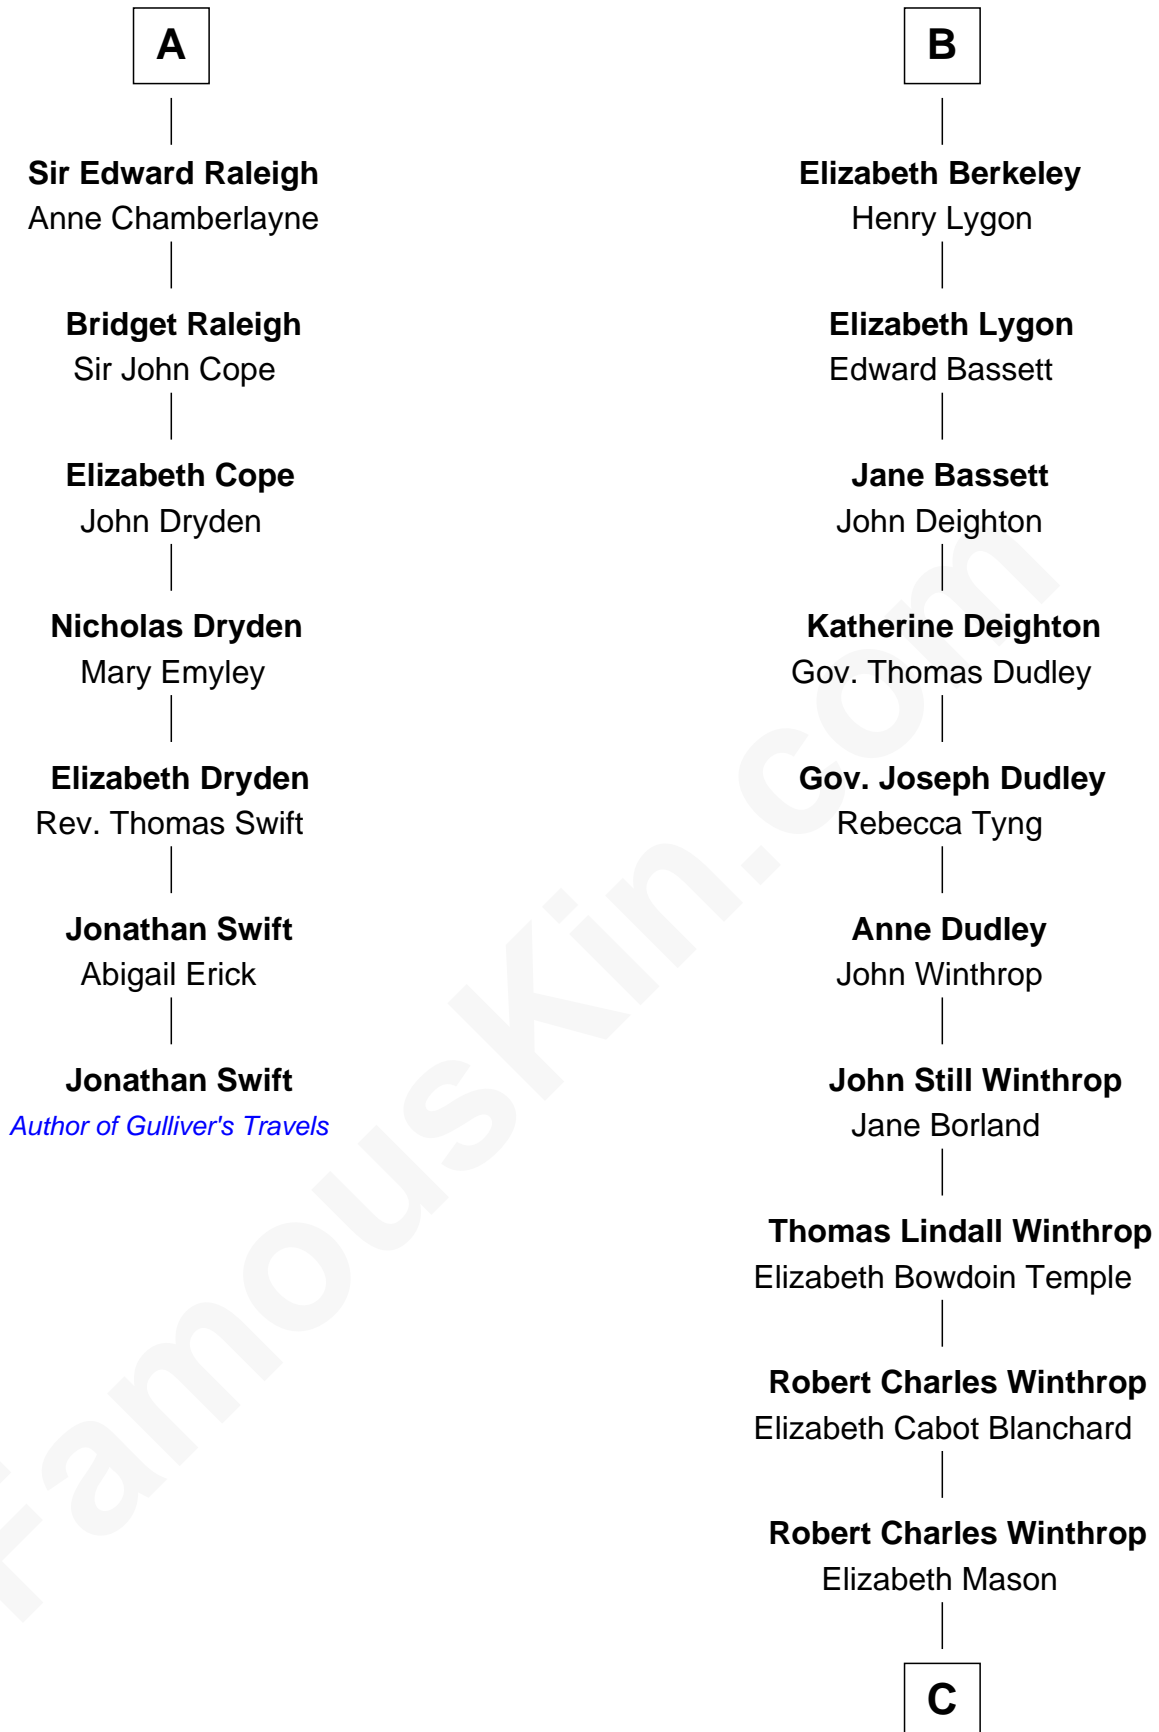 A
Sir Edward Raleigh
Anne Chamberlayne
Bridget Raleigh
Sir John Cope
Elizabeth Cope
John Dryden
Nicholas Dryden
Mary Emyley
Elizabeth Dryden
Rev. Thomas Swift
Jonathan Swift
Abigail Erick
Jonathan Swift
Author of Gulliver's Travels
B
Elizabeth Berkeley
Henry Lygon
Elizabeth Lygon
Edward Bassett
Jane Bassett
John Deighton
Katherine Deighton
Gov. Thomas Dudley
Gov. Joseph Dudley
Rebecca Tyng
Anne Dudley
John Winthrop
John Still Winthrop
Jane Borland
Thomas Lindall Winthrop
Elizabeth Bowdoin Temple
Robert Charles Winthrop
Elizabeth Cabot Blanchard
Robert Charles Winthrop
Elizabeth Mason
C
FamousKin.com